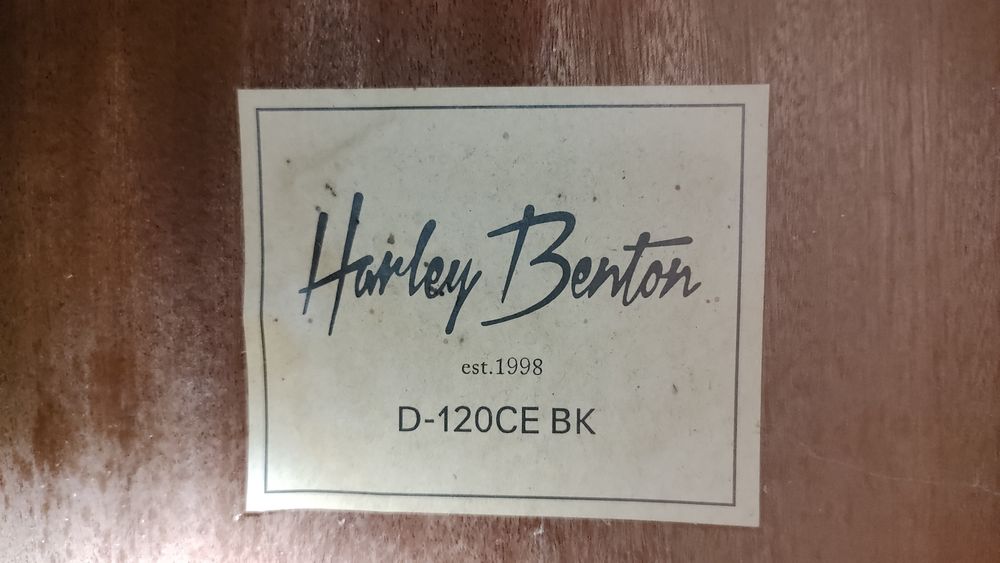 Harley Benton
est.1998
D-120CE BK